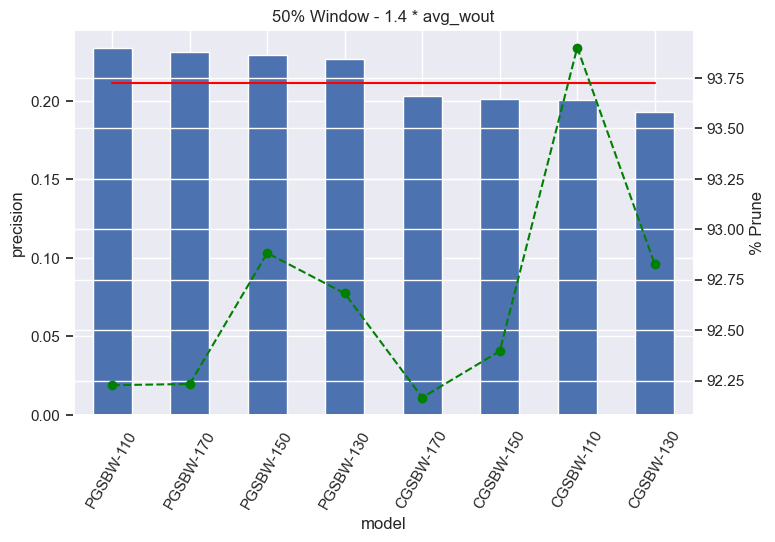 50% Window - 1.4 * avg_wout
precision
0.20
0.15
0.10
0.05
0.00
93.75
93.50
93.25
93.00
92.75
92.50
92.25
% Prune
PGSBW-110
PGSBW-170
PGSBW-150
PGSBW-130
CGSBW-170
CGSBW-150
CGSBW-110
CGSBW-130
model